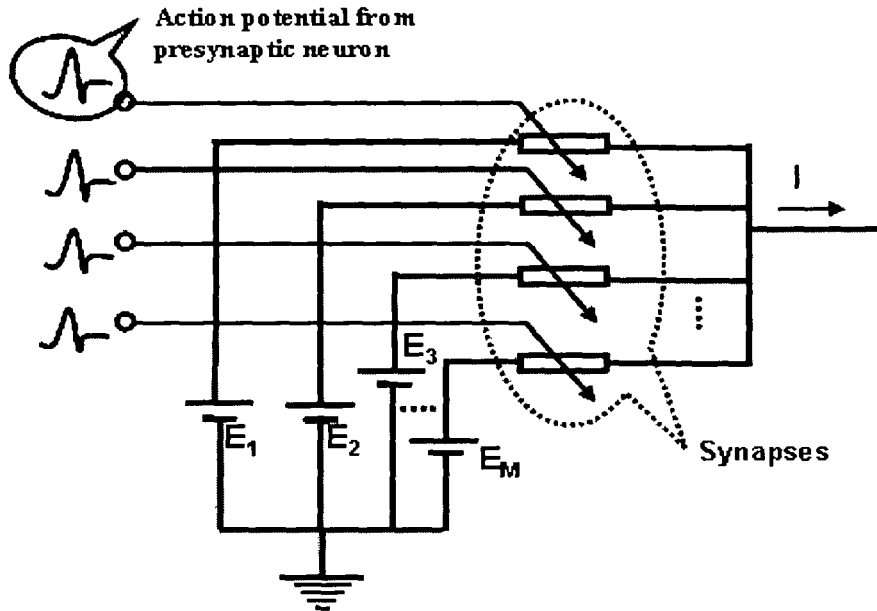 Action potential from
presynaptic neuron
I
E3
E1
E2
EM
Synapses